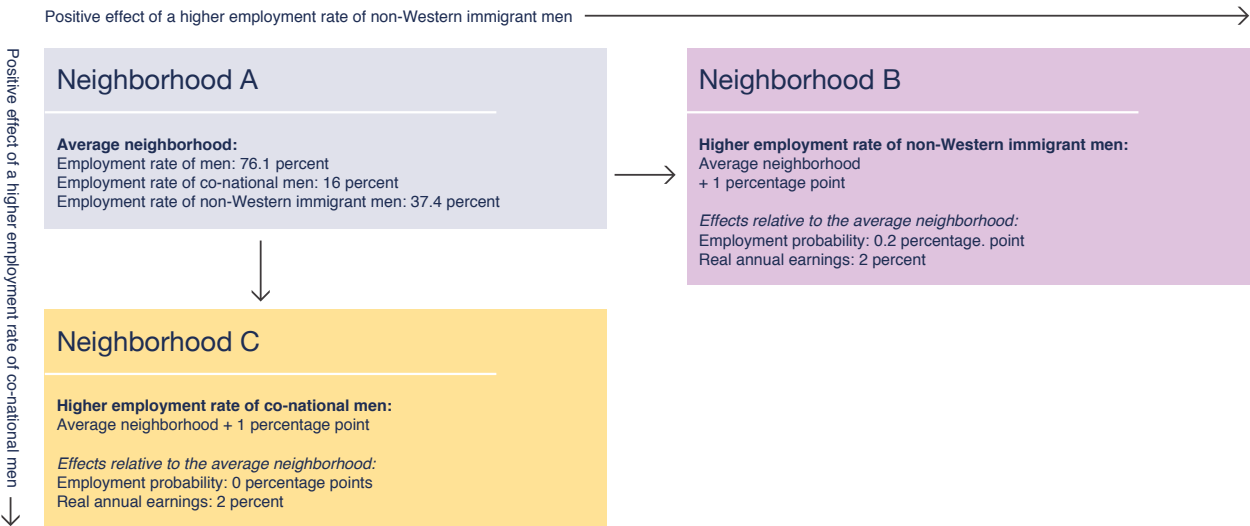 Positive effect of a higher employment rate of non-Western immigrant men
Positive effect of a higher employment rate of co-national men
Neighborhood A
Average neighborhood:
Employment rate of men: 76.1 percent
Employment rate of co-national men: 16 percent
Employment rate of non-Western immigrant men: 37.4 percent
Neighborhood B
Higher employment rate of non-Western immigrant men:
Average neighborhood
+ 1 percentage point
Effects relative to the average neighborhood:
Employment probability: 0.2 percentage. point
Real annual earnings: 2 percent
Neighborhood C
Higher employment rate of co-national men:
Average neighborhood + 1 percentage point
Effects relative to the average neighborhood:
Employment probability: 0 percentage points
Real annual earnings: 2 percent